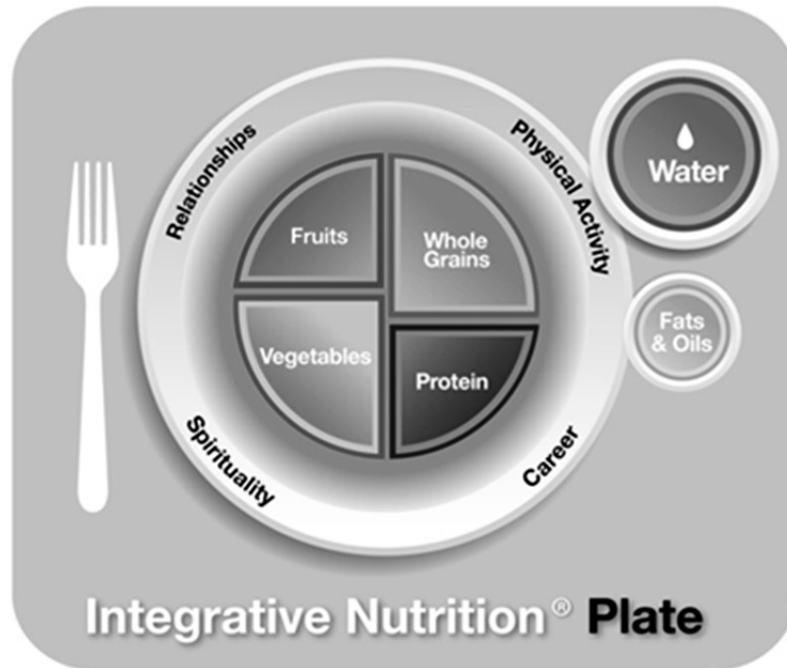 Relationships
Physical Activity
Water
Fruits
Whole
Grains
Fats
& Oils
Vegetables
Protein
Spirituality
Career
Integrative Nutrition® Plate